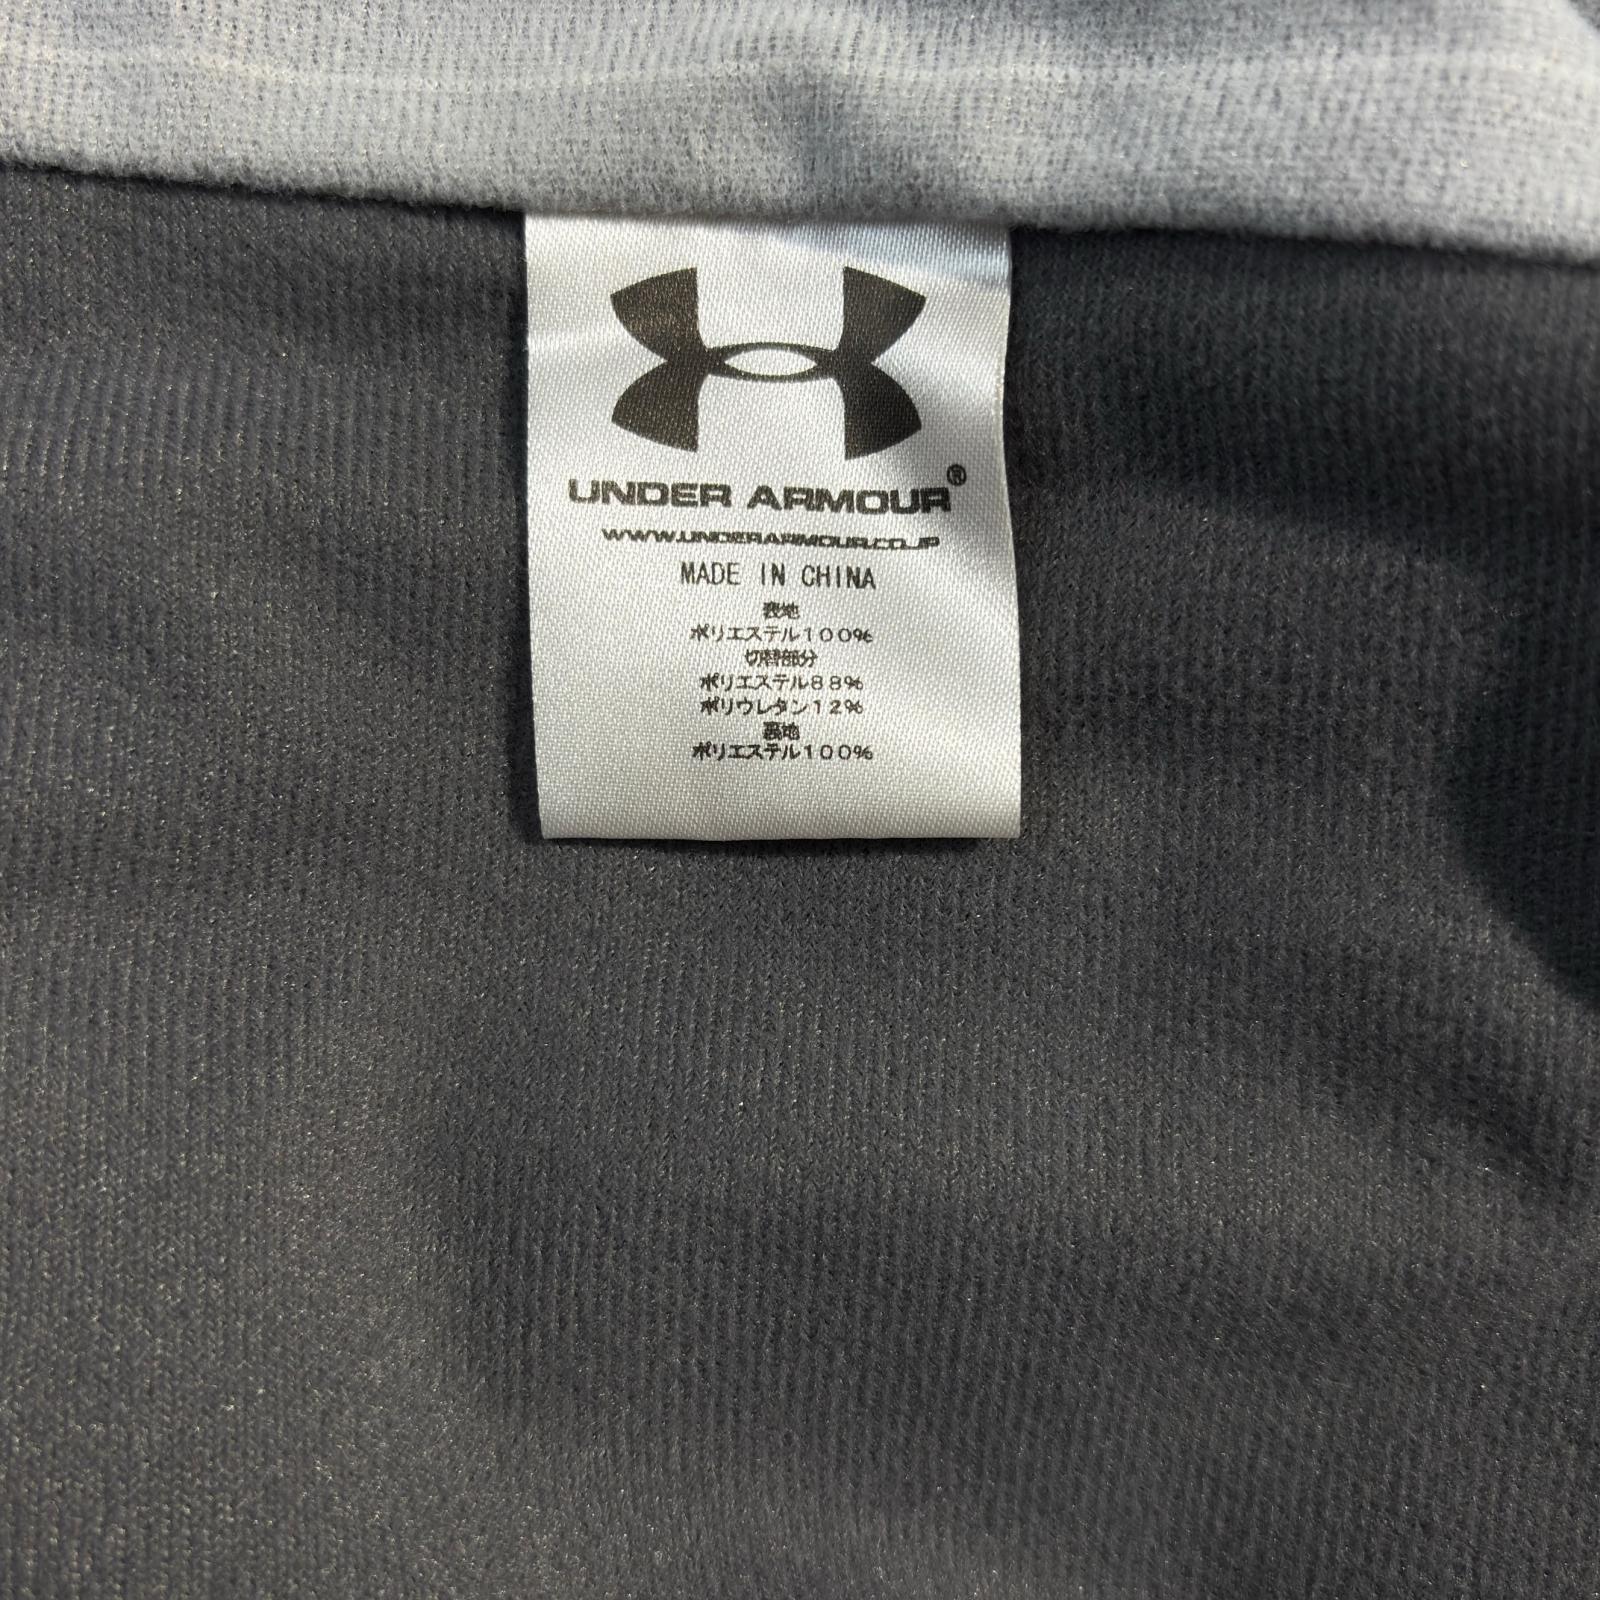 UNDER ARMOUR®
WWW.UNDERARMOUR.CO.JP
MADE IN CHINA
表地
ポリエステル100%
切替部分
ポリエステル88%
ポリウレタン12%
裏地
ポリエステル100%